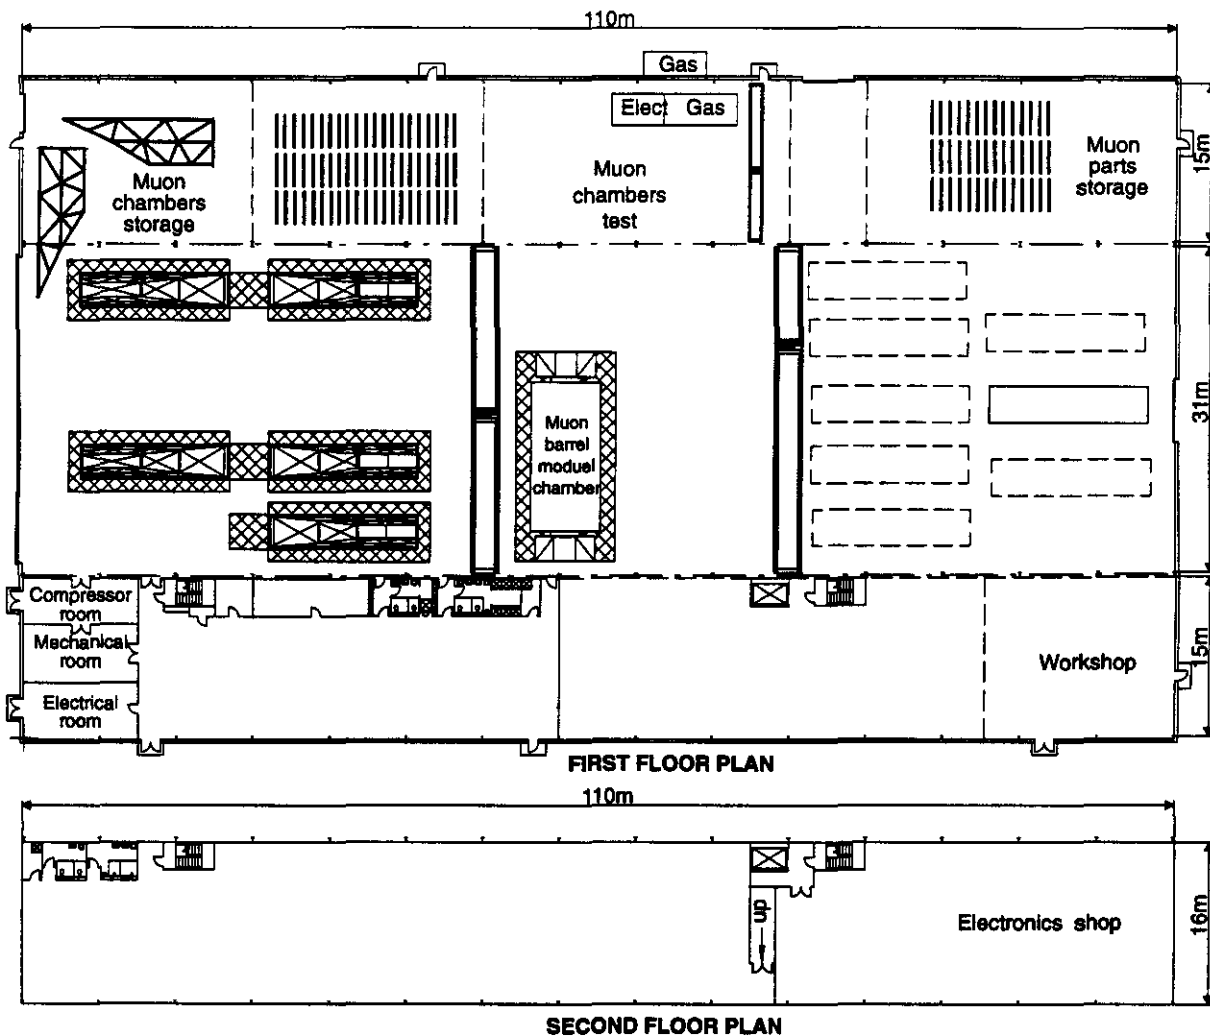 110m
Gas
Elect Gas
Muon
chambers
storage
Muon
chambers
test
Muon
parts
storage
15m
31m
Muon
barrel
moduel
chamber
Compressor
room
Mechanical
room
Electrical
room
Workshop
15m
FIRST FLOOR PLAN
110m
dn
Electronics shop
16m
SECOND FLOOR PLAN